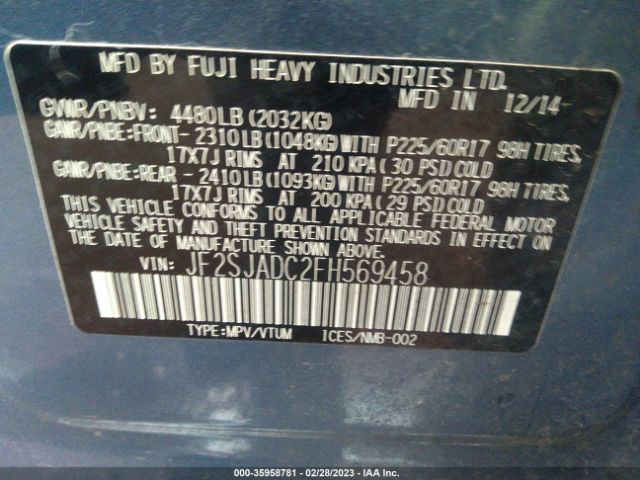 MFD BY FUJI HEAVY INDUSTRIES LTD.
MFD IN 12/14
GVWR/PNBV: 4480LB(2032KG)
GAWR/PNBE:FRONT-2310LB(1048KG)WITH P225/60R17 98H TIRES,
17X7J RIMS AT 210 KPA(30 PSI)COLD
GAWR/PNBE:REAR -2410LB(1093KG)WITH P225/60R17 98H TIRES,
17X7J RIMS AT 200 KPA(29 PSI)COLD
THIS VEHICLE CONFORMS TO ALL APPLICABLE FEDERAL MOTOR
VEHICLE SAFETY AND THEFT PREVENTION STANDARDS IN EFFECT ON
THE DATE OF MANUFACTURE SHOWN ABOVE.
VIN: JF2SJADC2FH569458
TYPE:MPV/VTUM ICES/NMB-002
000-35958781 - 02/28/2023 - IAA Inc.